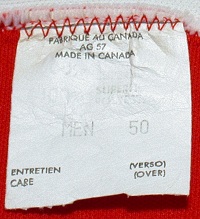 FABRIQUE AU CANADA
AG 57
MADE IN CANADA
MEN 50
ENTRETIEN (VERSO)
CARE (OVER)